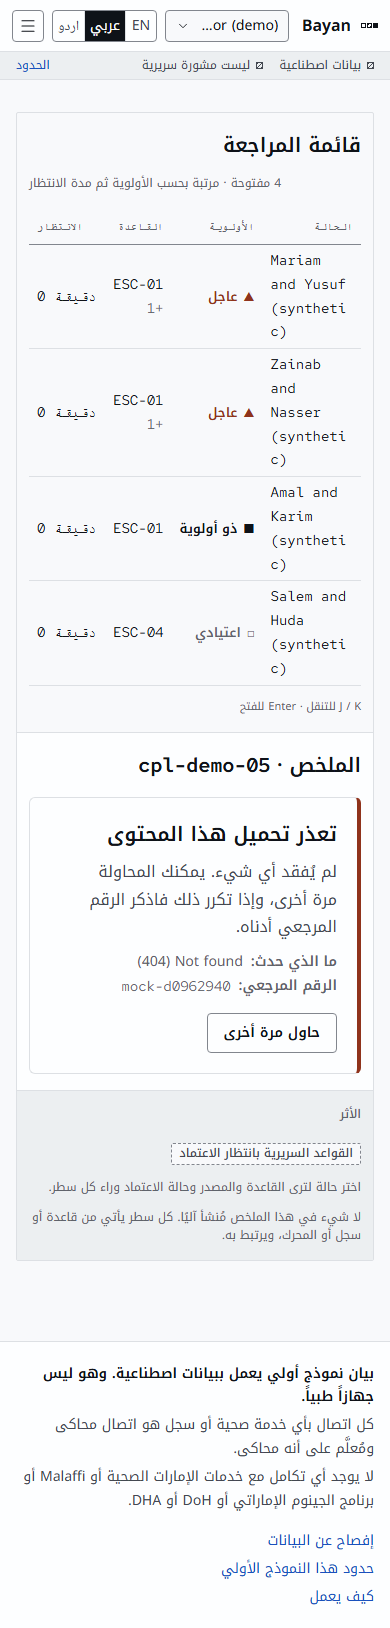 Bayan
...or (demo)
EN
عربي
اردو
بيانات اصطناعية
ليست مشورة سريرية
الحدود
قائمة المراجعة
4 مفتوحة · مرتبة بحسب الأولوية ثم مدة الانتظار
الحالة الأولوية القاعدة الانتظار
Mariam and Yusuf (synthetic)
▲ عاجل
ESC-01
+1
0 دقيقة
Zainab and Nasser (synthetic)
▲ عاجل
ESC-01
+1
0 دقيقة
Amal and Karim (synthetic)
■ ذو أولوية
ESC-01
0 دقيقة
Salem and Huda (synthetic)
□ اعتيادي
ESC-04
0 دقيقة
J / K للتنقل · Enter للفتح
الملخص · cpl-demo-05
تعذر تحميل هذا المحتوى
لم يُفقد أي شيء. يمكنك المحاولة
مرة أخرى، وإذا تكرر ذلك فاذكر الرقم
المرجعي أدناه.
ما الذي حدث: Not found (404)
الرقم المرجعي: mock-d0962940
حاول مرة أخرى
الأثر
القواعد السريرية بانتظار الاعتماد
اختر حالة لترى القاعدة والمصدر وحالة الاعتماد وراء كل سطر.
لا شيء في هذا الملخص مُنشأ آليًا. كل سطر يأتي من قاعدة أو
سجل أو المحرك، ويرتبط به.
بيان نموذج أولي يعمل ببيانات اصطناعية. وهو ليس
جهازاً طبياً.
كل اتصال بأي خدمة صحية أو سجل هو اتصال محاكى
ومُعلَّم على أنه محاكى.
لا يوجد أي تكامل مع خدمات الإمارات الصحية أو Malaffi أو
برنامج الجينوم الإماراتي أو DoH أو DHA.
إفصاح عن البيانات
حدود هذا النموذج الأولي
كيف يعمل